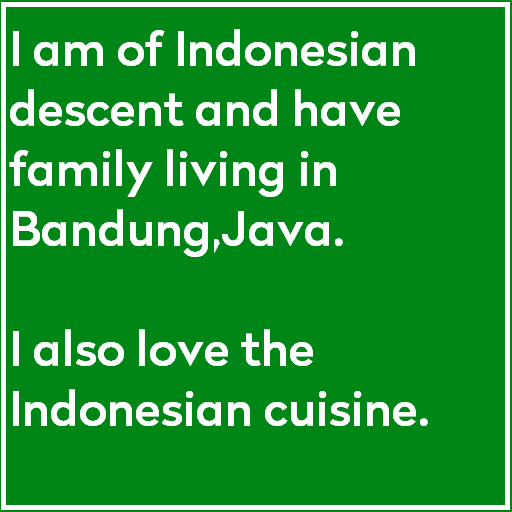 I am of Indonesian
descent and have
family living in
Bandung,Java.
I also love the
Indonesian cuisine.